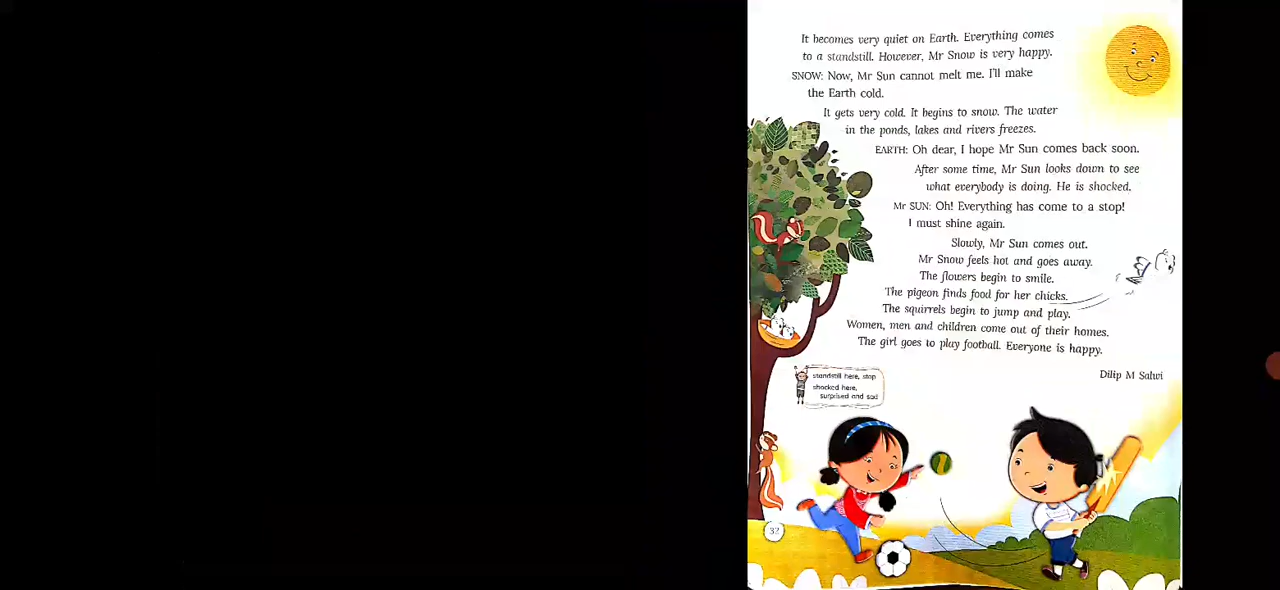 It becomes very quiet on Earth. Everything comes
to a standstill. However, Mr Snow is very happy.
SNOW: Now, Mr Sun cannot melt me. I'll make
the Earth cold.
It gets very cold. It begins to snow. The water
in the ponds, lakes and rivers freezes.
EARTH: Oh dear, I hope Mr Sun comes back soon.
After some time, Mr Sun looks down to see
what everybody is doing. He is shocked.
Mr SUN: Oh! Everything has come to a stop!
I must shine again.
Slowly, Mr Sun comes out.
Mr Snow feels hot and goes away.
The flowers begin to smile.
The pigeon finds food for her chicks.
The squirrels begin to jump and play.
Women, men and children come out of their homes.
The girl goes to play football. Everyone is happy.
Dilip M Salwi
standstill here, stop
shocked here,
surprised and sad
32